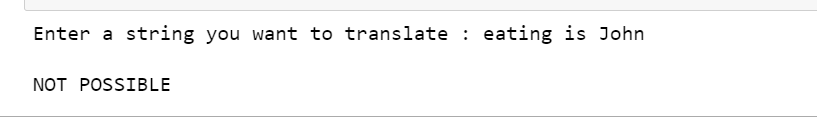 Enter a string you want to translate : eating is John
NOT POSSIBLE